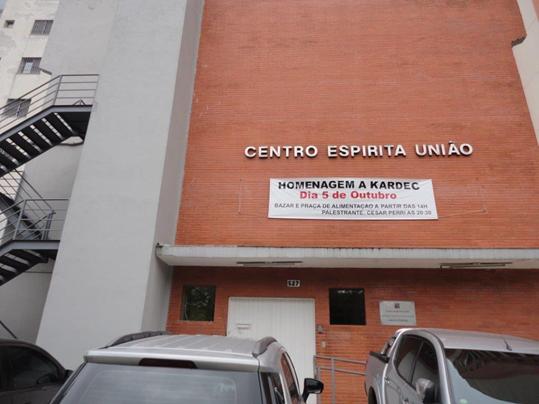 CENTRO ESPIRITA UNIÃO
HOMENAGEM A KARDEC
Dia 5 de Outubro
BAZAR E PRAÇA DE ALIMENTAÇÃO A PARTIR DAS 14H
PALESTRANTE: CESAR PERRI AS 20:30